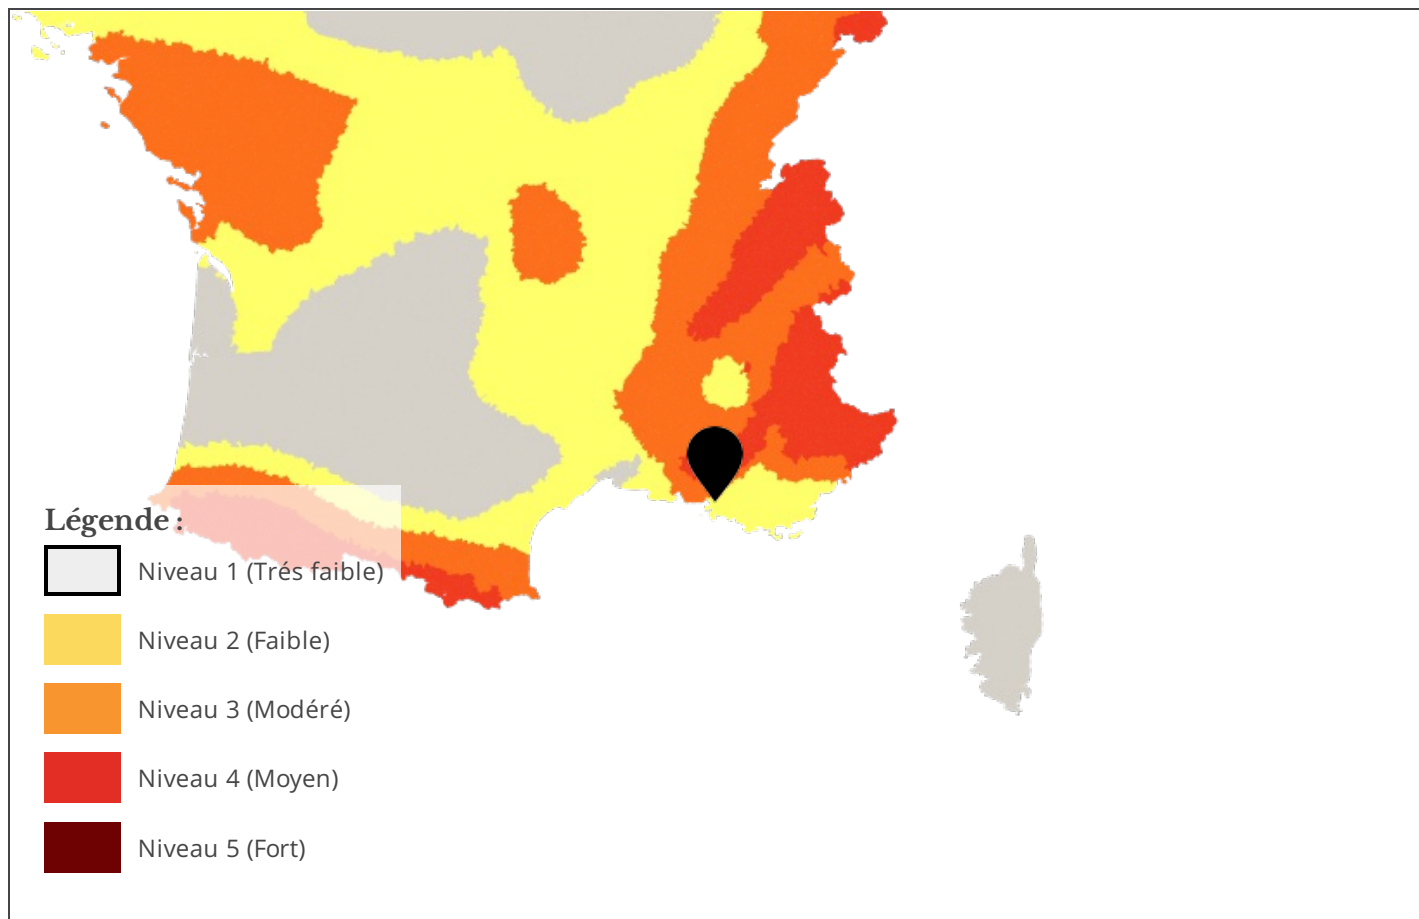 Légende :
Niveau 1 (Trés faible)
Niveau 2 (Faible)
Niveau 3 (Modéré)
Niveau 4 (Moyen)
Niveau 5 (Fort)